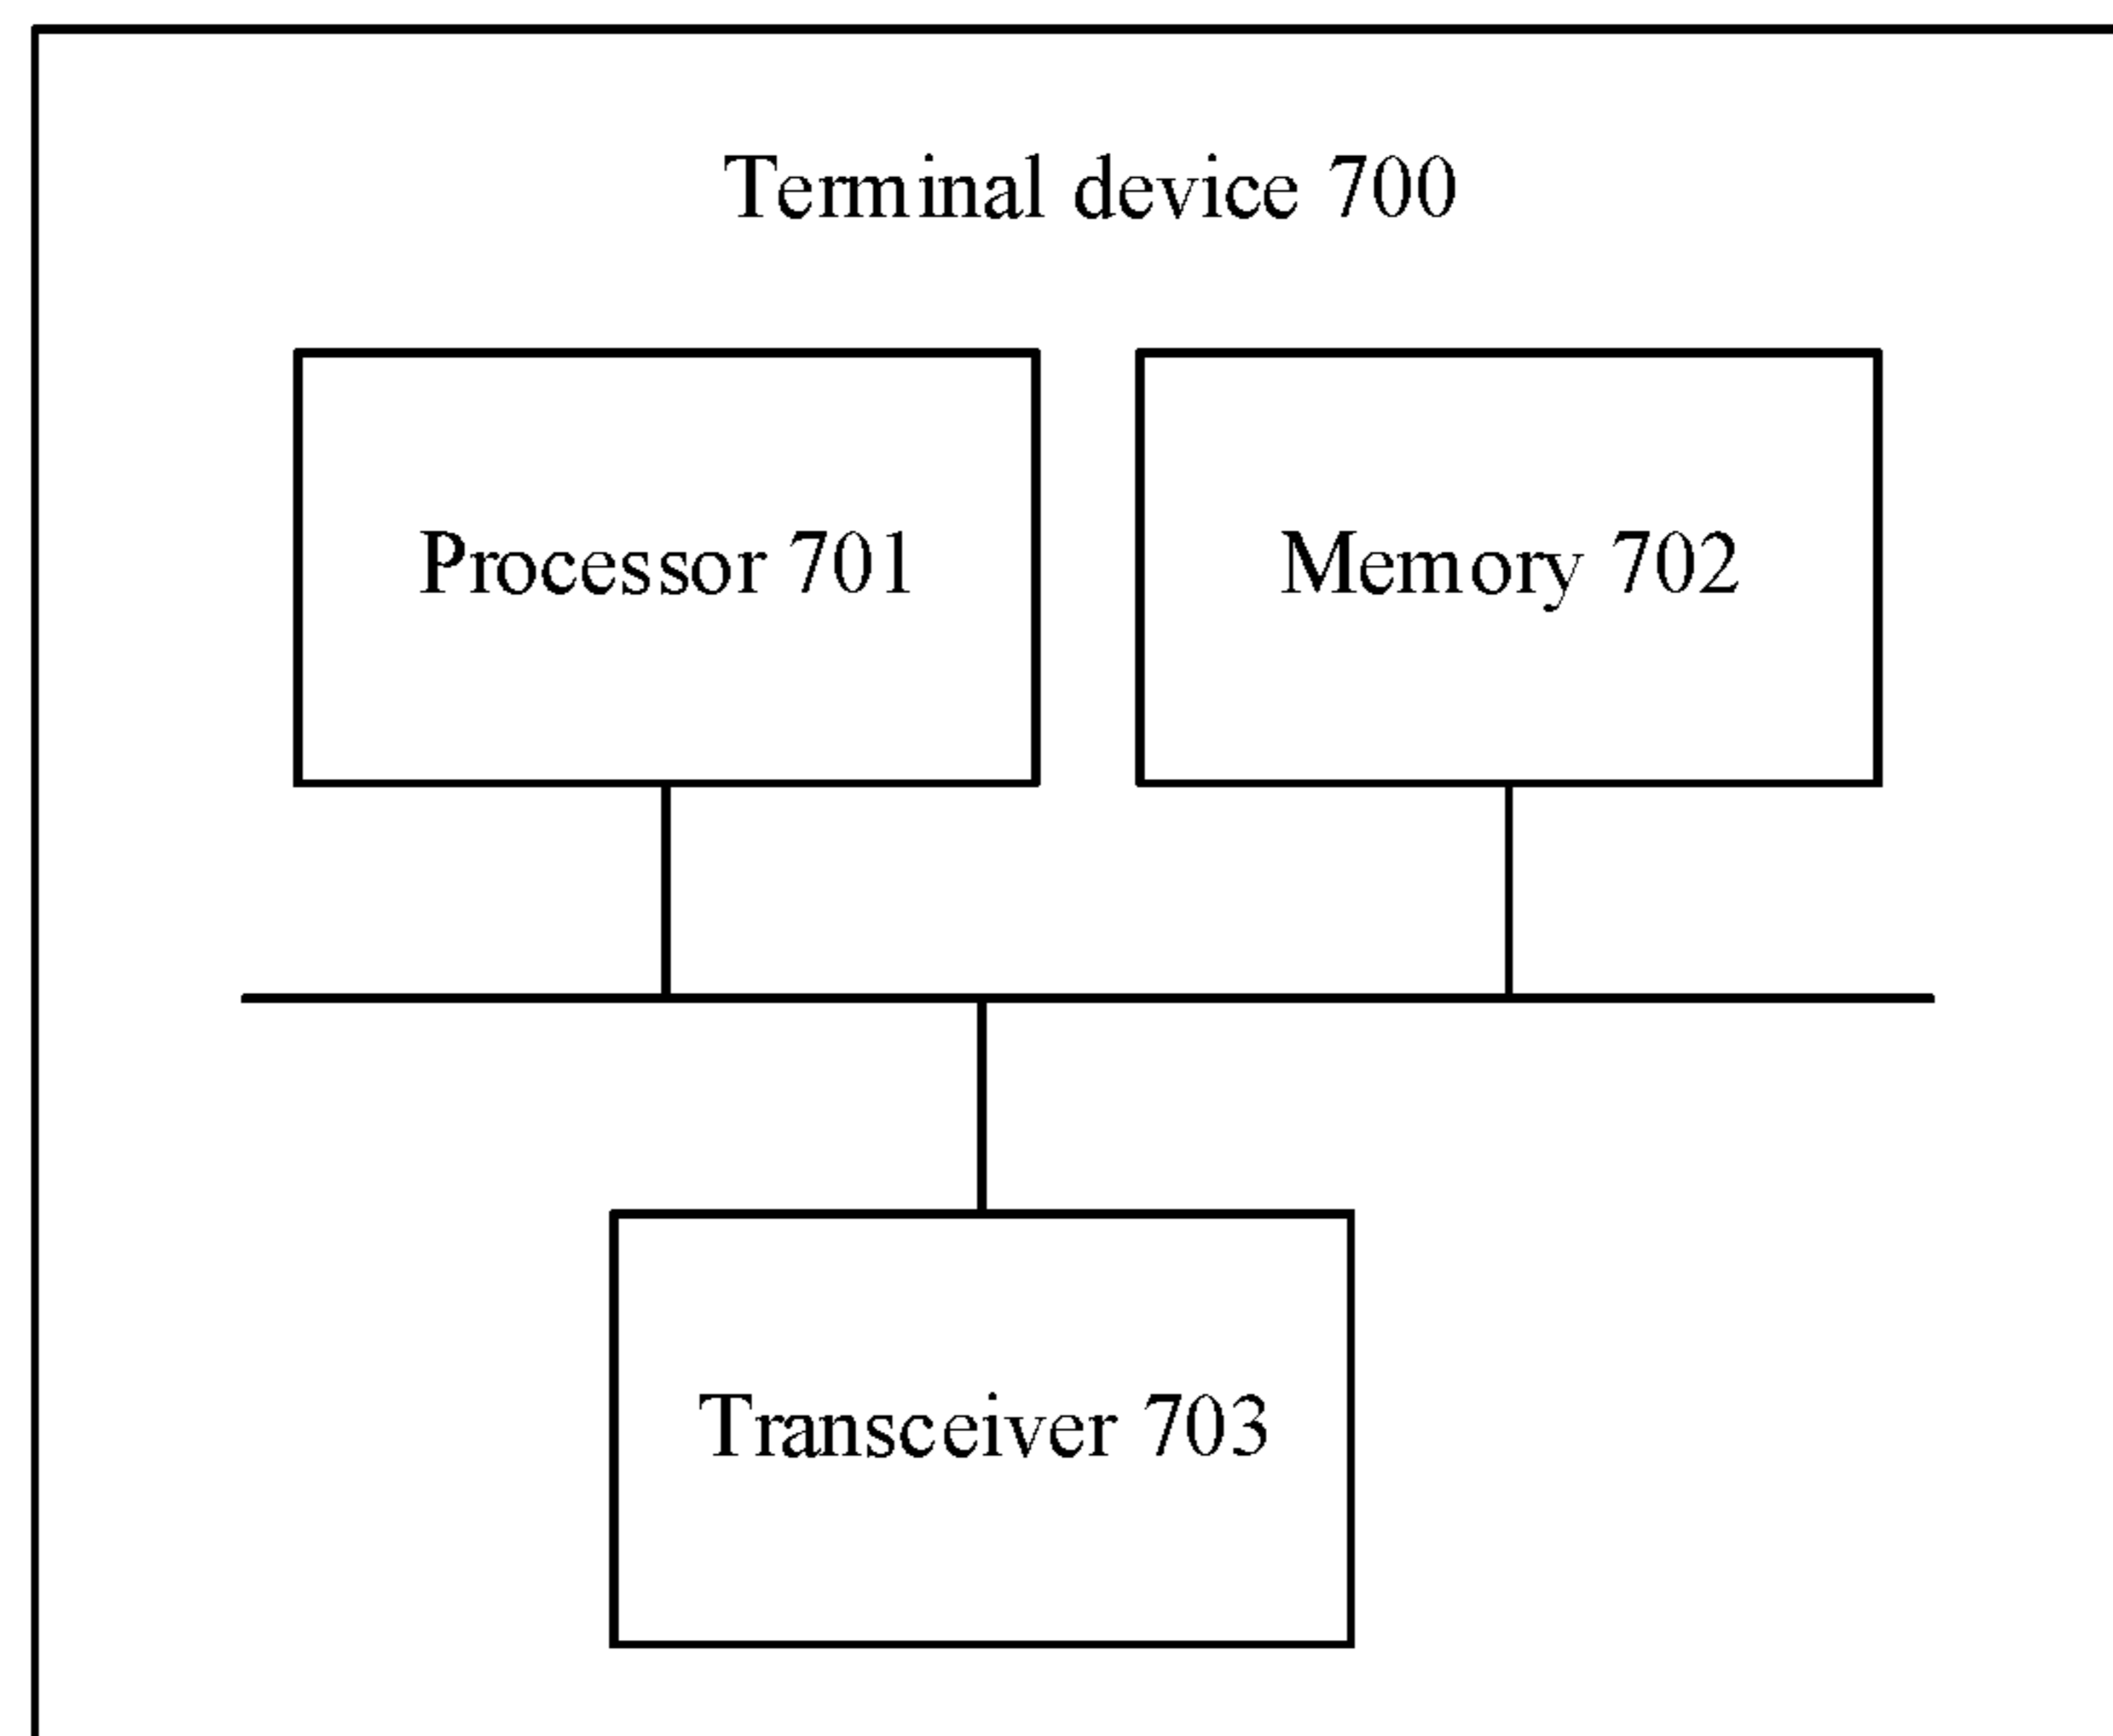 Terminal device 700
Processor 701
Memory 702
Transceiver 703